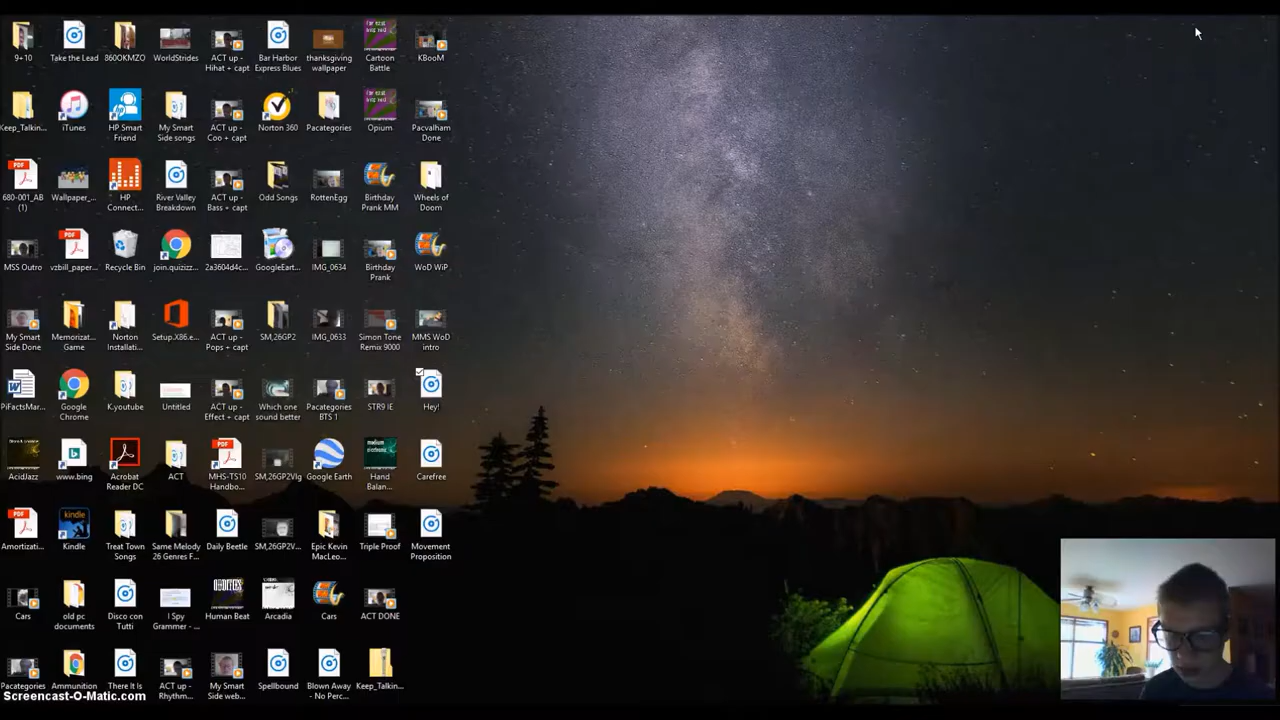 9+10
Take the Lead
860OKMZO
WorldStrides
ACT up -
Hihat + capt
Bar Harbor
Express Blues
thanksgiving
wallpaper
Cartoon
Battle
KBooM
Keep_Talkin...
iTunes
HP Smart
Friend
My Smart
Side songs
ACT up -
Coo + capt
Norton 360
Pacategories
Opium
Pacvalham
Done
PDF
680-001_AB
(1)
Wallpaper_...
HP
Connect...
River Valley
Breakdown
ACT up -
Bass + capt
Odd Songs
RottenEgg
Birthday
Prank MM
Wheels of
Doom
MSS Outro
PDF
vzbill_paper...
Recycle Bin
join.quizizz...
2a3604d4c...
GoogleEart...
IMG_0634
Birthday
Prank
WoD WiP
My Smart
Side Done
Memorizat...
Game
Norton
Installati...
Setup.X86.e...
ACT up -
Pops + capt
SM,26GP2
IMG_0633
Simon Tone
Remix 9000
MMS WoD
intro
PiFactsMar...
Google
Chrome
K.youtube
Untitled
ACT up -
Effect + capt
Which one
sound better
Pacategories
BTS 1
STR9 IE
Hey!
AcidJazz
www.bing
Acrobat
Reader DC
ACT
PDF
MHS-TS10
Handbo...
SM,26GP2Vlg
Google Earth
Hand
Balan...
Carefree
PDF
Amortizati...
kindle
Kindle
Treat Town
Songs
Same Melody
26 Genres F...
Daily Beetle
SM,26GP2V...
Epic Kevin
MacLeo...
Triple Proof
Movement
Proposition
Cars
old pc
documents
Disco con
Tutti
I Spy
Grammer - ...
Human Beat
Arcadia
Cars
ACT DONE
Pacategories
Ammunition
There It Is
ACT up -
Rhythm...
My Smart
Side web...
Spellbound
Blown Away
- No Perc...
Keep_Talkin...
Screencast-O-Matic.com